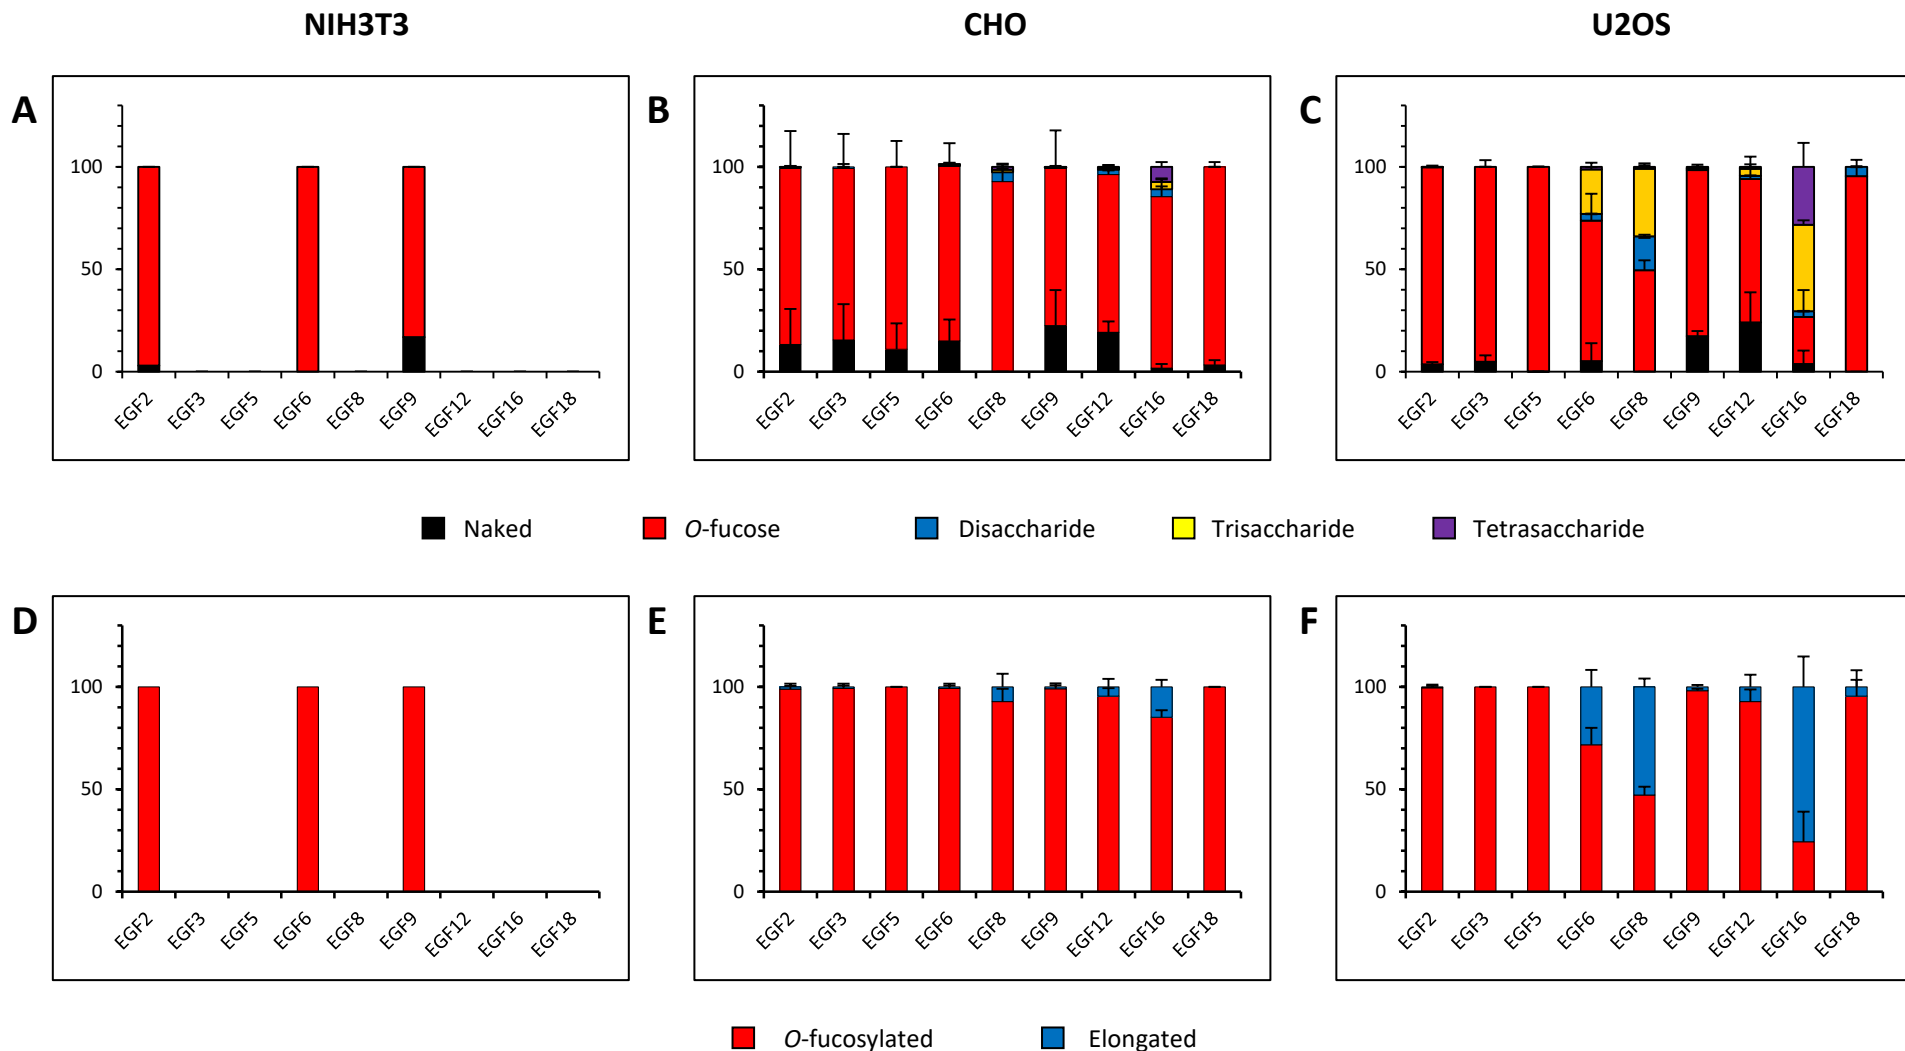 NIH3T3 CHO U2OS
A B C
100 100 100
50 50 50
0 0 0
EGF2 EGF3 EGF5 EGF6 EGF8 EGF9 EGF12 EGF16 EGF18 EGF2 EGF3 EGF5 EGF6 EGF8 EGF9 EGF12 EGF16 EGF18 EGF2 EGF3 EGF5 EGF6 EGF8 EGF9 EGF12 EGF16 EGF18
Naked O-fucose Disaccharide Trisaccharide Tetrasaccharide
D E F
100 100 100
50 50 50
0 0 0
EGF2 EGF3 EGF5 EGF6 EGF8 EGF9 EGF12 EGF16 EGF18 EGF2 EGF3 EGF5 EGF6 EGF8 EGF9 EGF12 EGF16 EGF18 EGF2 EGF3 EGF5 EGF6 EGF8 EGF9 EGF12 EGF16 EGF18
O-fucosylated Elongated